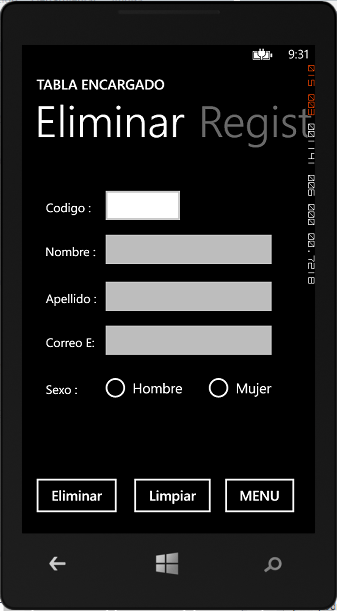 9:31
TABLA ENCARGADO
Eliminar Regist
Codigo :
Nombre :
Apellido :
Correo E:
Sexo : Hombre Mujer
Eliminar Limpiar MENU